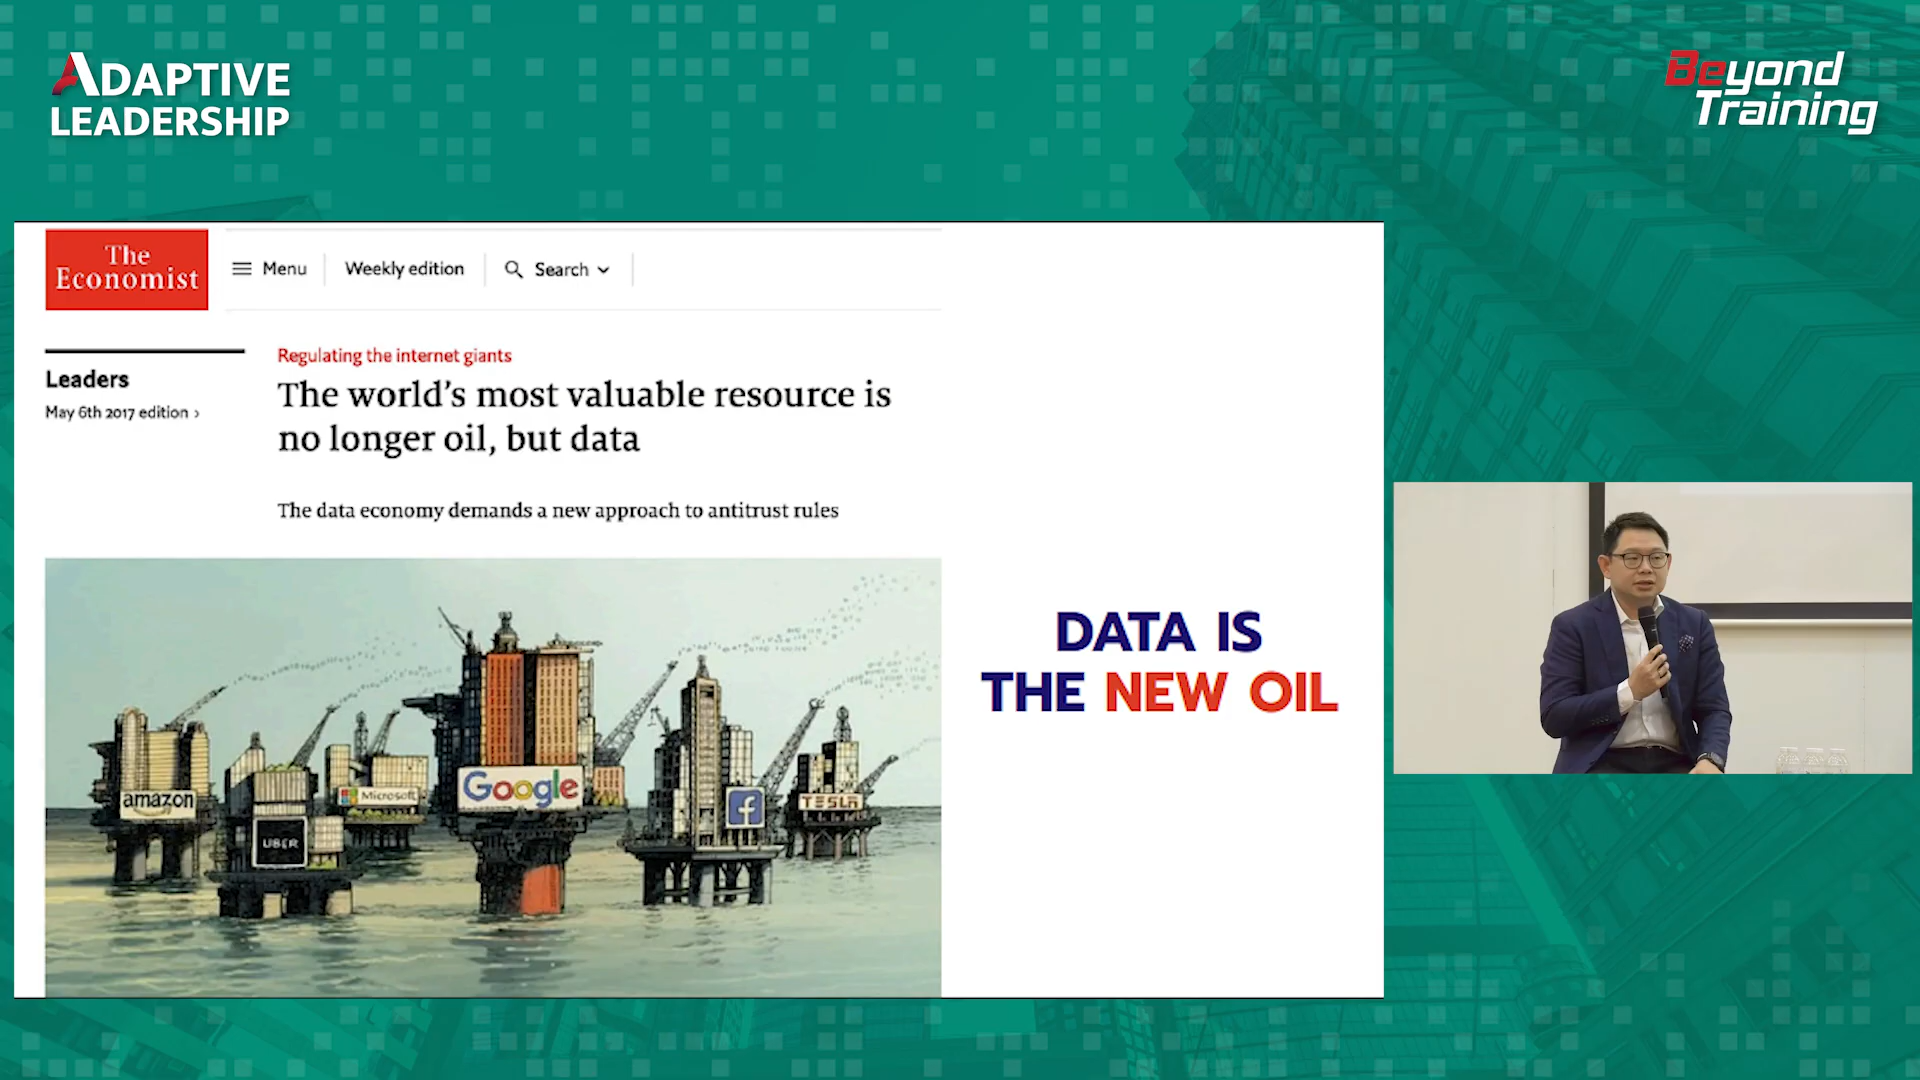 ADAPTIVE
LEADERSHIP
Beyond
Training
The
Economist
Menu
Weekly edition
Search
Leaders
May 6th 2017 edition ›
Regulating the internet giants
The world's most valuable resource is
no longer oil, but data
The data economy demands a new approach to antitrust rules
amazon
UBER
Microsoft
Google
f
TESLA
DATA IS
THE NEW OIL